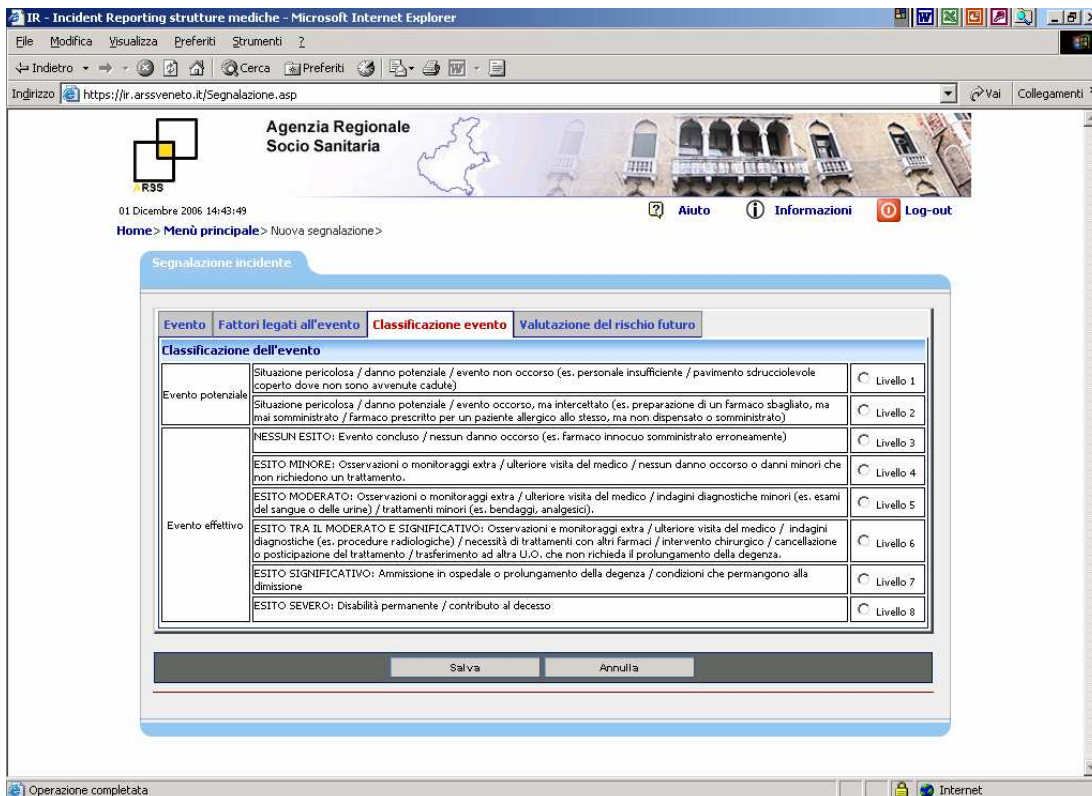 IR - Incident Reporting strutture mediche - Microsoft Internet Explorer
File Modifica Visualizza Preferiti Strumenti ?
Indietro Cerca Preferiti
Indirizzo https://ir.arssveneto.it/Segnalazione.asp Vai Collegamenti
Agenzia Regionale
Socio Sanitaria
ARSS
01 Dicembre 2006 14:43:49
Aiuto Informazioni Log-out
Home> Menù principale> Nuova segnalazione>
Segnalazione incidente
Evento Fattori legati all'evento Classificazione evento Valutazione del rischio futuro
Classificazione dell'evento
Evento potenziale
Situazione pericolosa / danno potenziale / evento non occorso (es. personale insufficiente / pavimento sdrucciolevole
coperto dove non sono avvenute cadute)
Livello 1
Situazione pericolosa / danno potenziale / evento occorso, ma intercettato (es. preparazione di un farmaco sbagliato, ma
mai somministrato / farmaco prescritto per un paziente allergico allo stesso, ma non dispensato o somministrato)
Livello 2
Evento effettivo
NESSUN ESITO: Evento concluso / nessun danno occorso (es. farmaco innocuo somministrato erroneamente)
Livello 3
ESITO MINORE: Osservazioni o monitoraggi extra / ulteriore visita del medico / nessun danno occorso o danni minori che
non richiedono un trattamento.
Livello 4
ESITO MODERATO: Osservazioni o monitoraggi extra / ulteriore visita del medico / indagini diagnostiche minori (es. esami
del sangue o delle urine) / trattamenti minori (es. bendaggi, analgesici).
Livello 5
ESITO TRA IL MODERATO E SIGNIFICATIVO: Osservazioni e monitoraggi extra / ulteriore visita del medico / indagini
diagnostiche (es. procedure radiologiche) / necessità di trattamenti con altri farmaci / intervento chirurgico / cancellazione
o posticipazione del trattamento / trasferimento ad altra U.O. che non richieda il prolungamento della degenza.
Livello 6
ESITO SIGNIFICATIVO: Ammissione in ospedale o prolungamento della degenza / condizioni che permangono alla
dimissione
Livello 7
ESITO SEVERO: Disabilità permanente / contributo al decesso
Livello 8
Salva Annulla
Operazione completata Internet